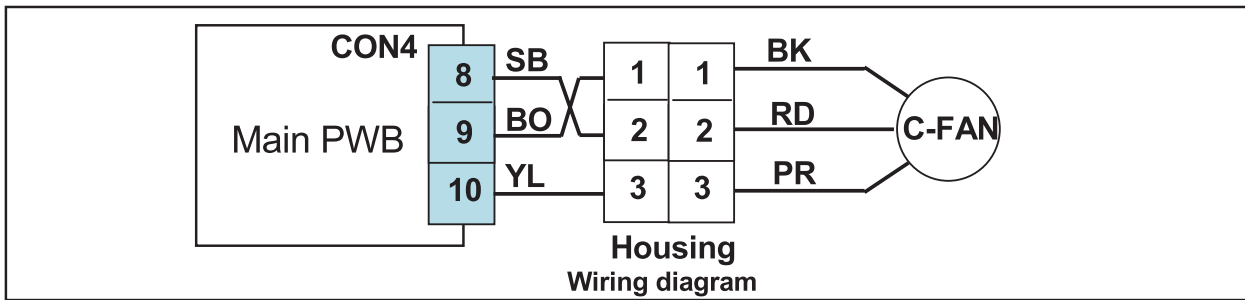 CON4
Main PWB
8
9
10
SB
BO
YL
1
2
3
1
2
3
BK
RD
PR
C-FAN
Housing
Wiring diagram